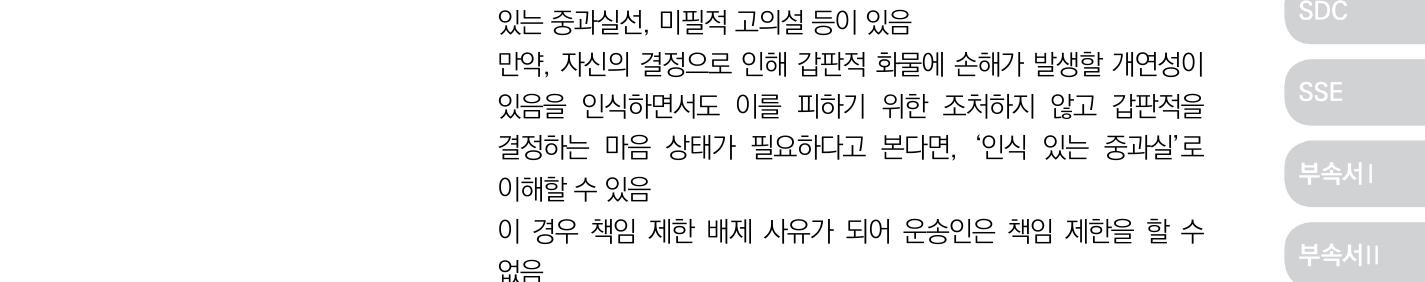 있는 중과실선, 미필적 고의설 등이 있음
만약, 자신의 결정으로 인해 갑판적 화물에 손해가 발생할 개연성이
있음을 인식하면서도 이를 피하기 위한 조처하지 않고 갑판적을
결정하는 마음 상태가 필요하다고 본다면, ‘인식 있는 중과실’로
이해할 수 있음
이 경우 책임 제한 배제 사유가 되어 운송인은 책임 제한을 할 수
없음
SDC
SSE
부속서Ⅰ
부속서Ⅱ